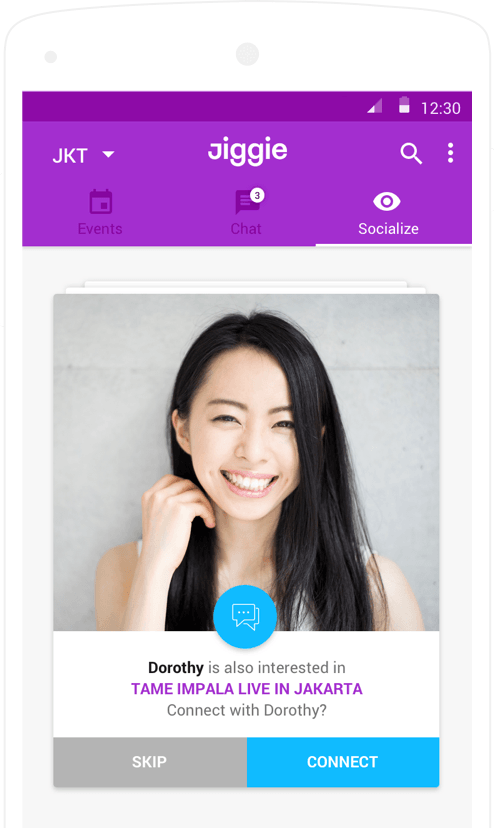 12:30
JKT
Jiggie
3
Events
Chat
Socialize
Dorothy is also interested in
TAME IMPALA LIVE IN JAKARTA
Connect with Dorothy?
SKIP
CONNECT